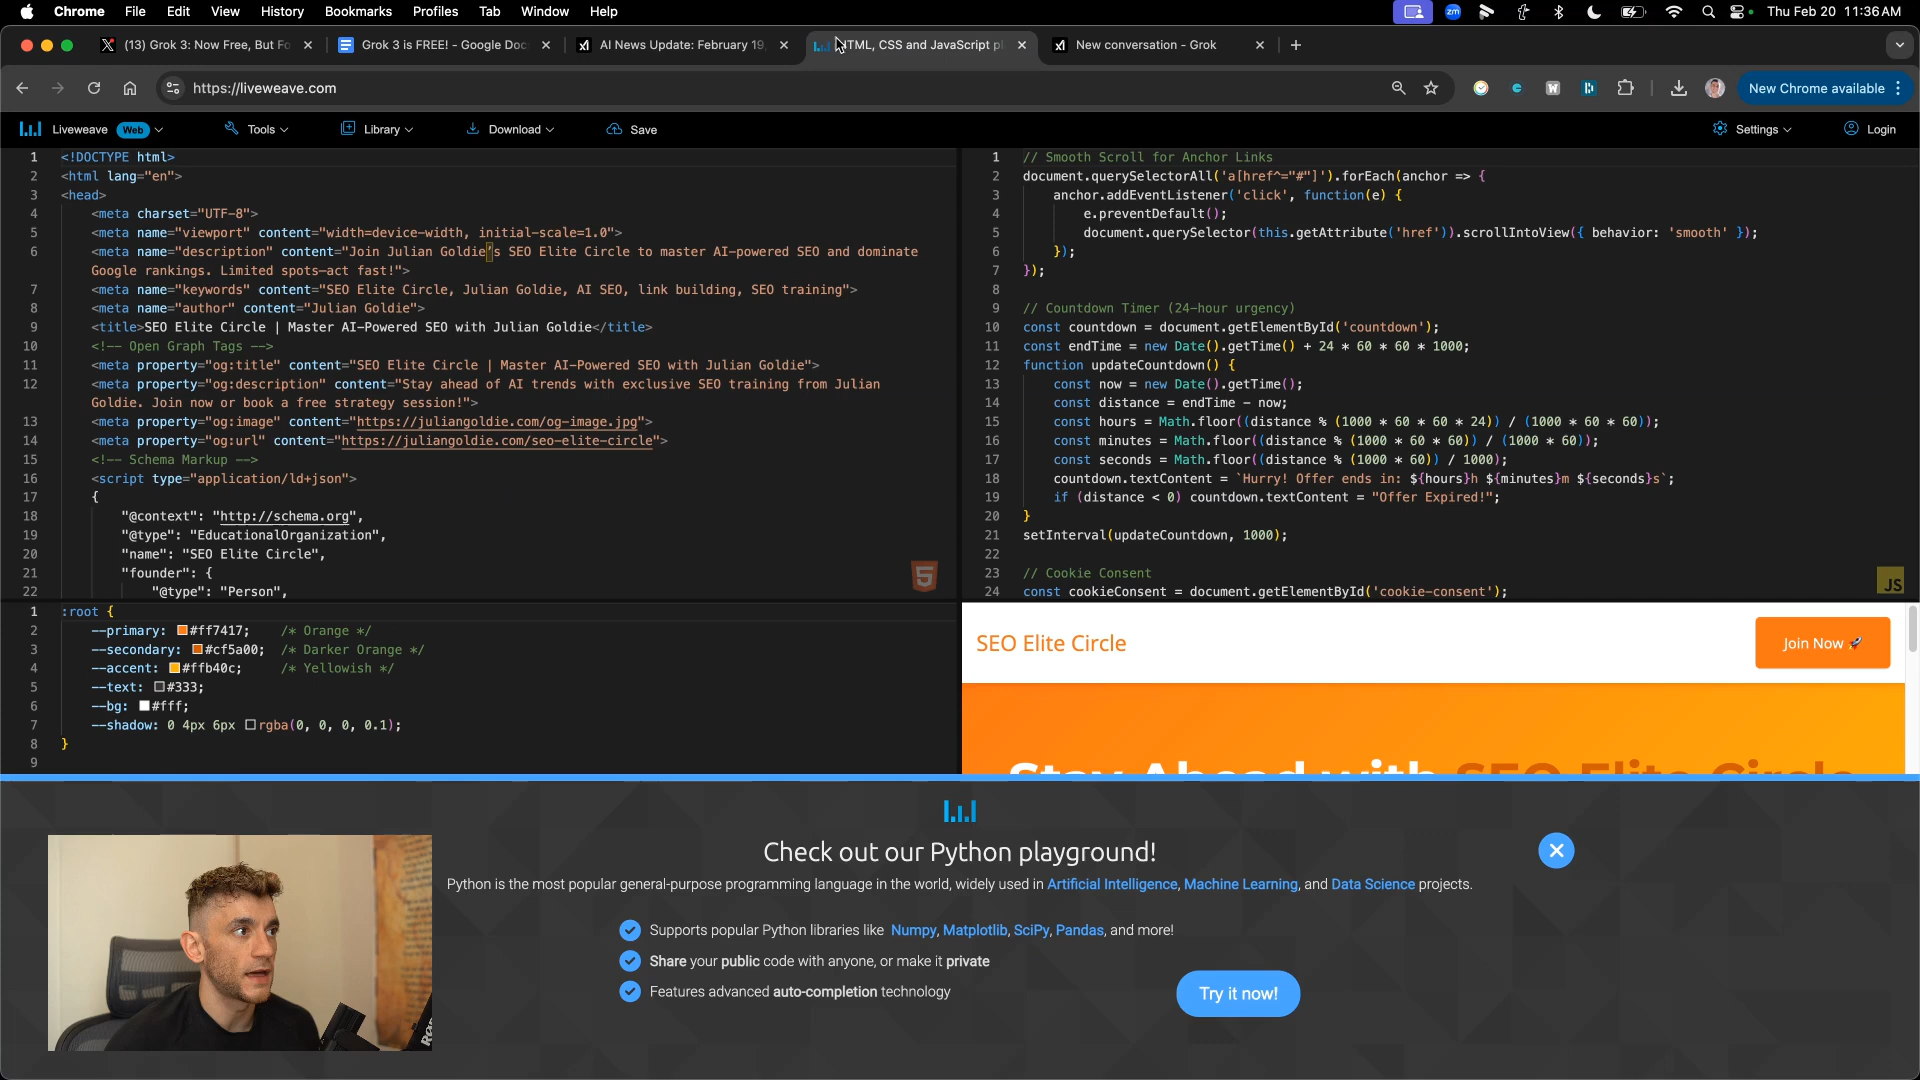 Chrome File Edit View History Bookmarks Profiles Tab Window Help
zm
Thu Feb 20 11:36 AM
(13) Grok 3: Now Free, But Fo
Grok 3 is FREE! - Google Doc
AI News Update: February 19,
HTML, CSS and JavaScript pl
New conversation - Grok
https://liveweave.com
New Chrome available
Liveweave Web
Tools
Library
Download
Save
Settings
Login
1 <!DOCTYPE html>
2 <html lang="en">
3 <head>
4 <meta charset="UTF-8">
5 <meta name="viewport" content="width=device-width, initial-scale=1.0">
6 <meta name="description" content="Join Julian Goldie’s SEO Elite Circle to master AI-powered SEO and dominate
Google rankings. Limited spots—act fast!">
7 <meta name="keywords" content="SEO Elite Circle, Julian Goldie, AI SEO, link building, SEO training">
8 <meta name="author" content="Julian Goldie">
9 <title>SEO Elite Circle | Master AI-Powered SEO with Julian Goldie</title>
10 <!-- Open Graph Tags -->
11 <meta property="og:title" content="SEO Elite Circle | Master AI-Powered SEO with Julian Goldie">
12 <meta property="og:description" content="Stay ahead of AI trends with exclusive SEO training from Julian
Goldie. Join now or book a free strategy session!">
13 <meta property="og:image" content="https://juliangoldie.com/og-image.jpg">
14 <meta property="og:url" content="https://juliangoldie.com/seo-elite-circle">
15 <!-- Schema Markup -->
16 <script type="application/ld+json">
17 {
18 "@context": "http://schema.org",
19 "@type": "EducationalOrganization",
20 "name": "SEO Elite Circle",
21 "founder": {
22 "@type": "Person",
5
1 // Smooth Scroll for Anchor Links
2 document.querySelectorAll('a[href^="#"]').forEach(anchor => {
3 anchor.addEventListener('click', function(e) {
4 e.preventDefault();
5 document.querySelector(this.getAttribute('href')).scrollIntoView({ behavior: 'smooth' });
6 });
7 });
8
9 // Countdown Timer (24-hour urgency)
10 const countdown = document.getElementById('countdown');
11 const endTime = new Date().getTime() + 24 * 60 * 60 * 1000;
12 function updateCountdown() {
13 const now = new Date().getTime();
14 const distance = endTime - now;
15 const hours = Math.floor((distance % (1000 * 60 * 60 * 24)) / (1000 * 60 * 60));
16 const minutes = Math.floor((distance % (1000 * 60 * 60)) / (1000 * 60));
17 const seconds = Math.floor((distance % (1000 * 60)) / 1000);
18 countdown.textContent = `Hurry! Offer ends in: ${hours}h ${minutes}m ${seconds}s`;
19 if (distance < 0) countdown.textContent = "Offer Expired!";
20 }
21 setInterval(updateCountdown, 1000);
22
23 // Cookie Consent
24 const cookieConsent = document.getElementById('cookie-consent');
JS
1 :root {
2 --primary: #ff7417; /* Orange */
3 --secondary: #cf5a00; /* Darker Orange */
4 --accent: #ffb40c; /* Yellowish */
5 --text: #333;
6 --bg: #fff;
7 --shadow: 0 4px 6px rgba(0, 0, 0, 0.1);
8 }
9
SEO Elite Circle
Join Now 🚀
Stay Ahead with SEO Elite Circle
Check out our Python playground!
Python is the most popular general-purpose programming language in the world, widely used in Artificial Intelligence, Machine Learning, and Data Science projects.
Supports popular Python libraries like Numpy, Matplotlib, SciPy, Pandas, and more!
Share your public code with anyone, or make it private
Features advanced auto-completion technology
Try it now!